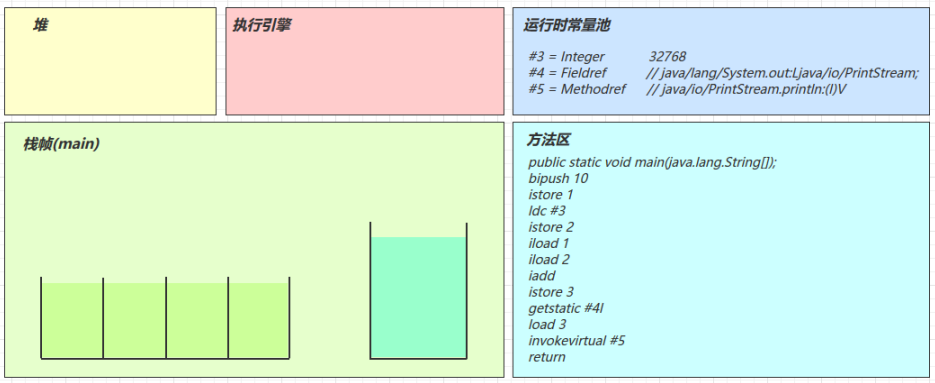 堆
执行引擎
运行时常量池
#3 = Integer 32768
#4 = Fieldref // java/lang/System.out:Ljava/io/PrintStream;
#5 = Methodref // java/io/PrintStream.println:(I)V
栈帧(main)
方法区
public static void main(java.lang.String[]);
bipush 10
istore 1
ldc #3
istore 2
iload 1
iload 2
iadd
istore 3
getstatic #4I
load 3
invokevirtual #5
return